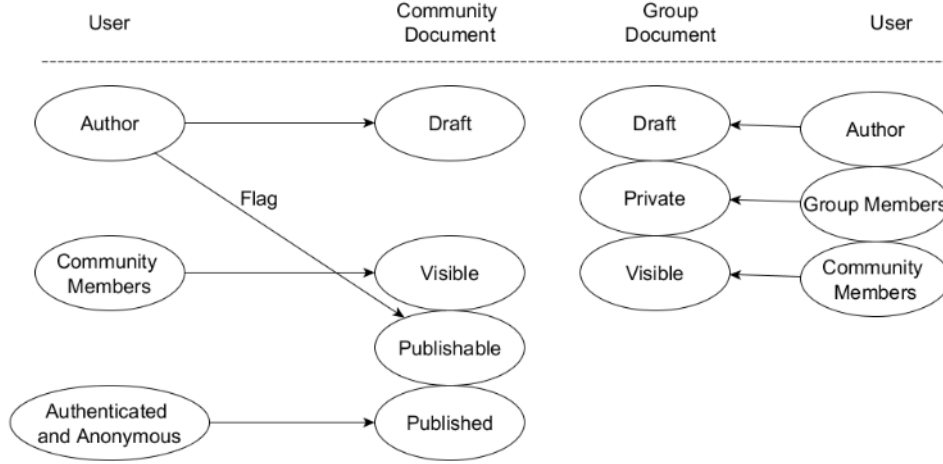 User
Community
Document
Group
Document
User
Author
Draft
Draft
Author
Flag
Private
Group Members
Community
Members
Visible
Visible
Community
Members
Publishable
Authenticated
and Anonymous
Published